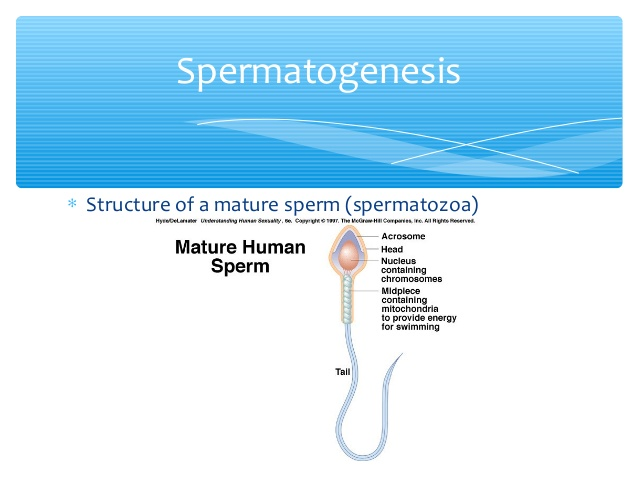 Spermatogenesis
* Structure of a mature sperm (spermatozoa)
Hyde/DeLamater Understanding Human Sexuality, 6e. Copyright © 1997. The McGraw-Hill Companies, Inc. All Rights Reserved.
Mature Human
Sperm
Acrosome
Head
Nucleus
containing
chromosomes
Midpiece
containing
mitochondria
to provide energy
for swimming
Tail